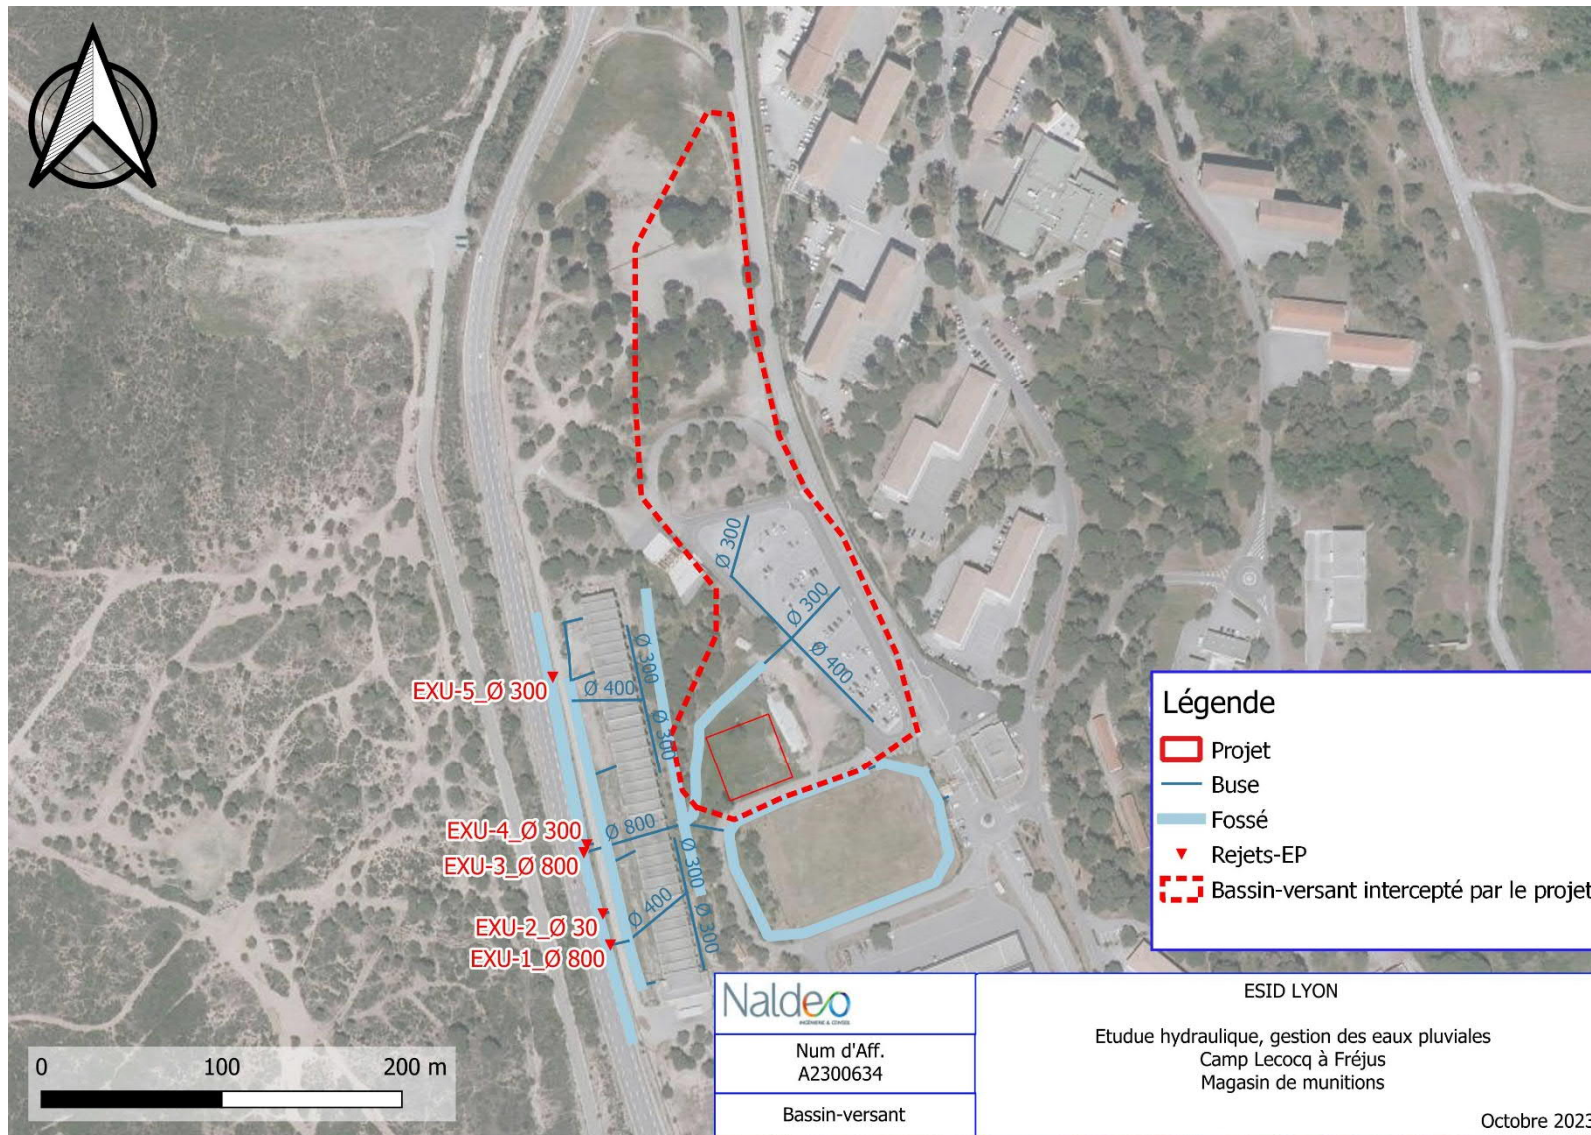 Ø 300
Ø 300
Ø 400
Ø 300
EXU-5_Ø 300
Ø 400
Ø 300
EXU-4_Ø 300
Ø 800
EXU-3_Ø 800
Ø 300
EXU-2_Ø 30
Ø 400
Ø 300
EXU-1_Ø 800
Légende
Projet
Buse
Fossé
Rejets-EP
Bassin-versant intercepté par le projet
0 100 200 m
Naldeo
INGÉNIERIE & CONSEIL
Num d'Aff.
A2300634
Bassin-versant
ESID LYON
Etudue hydraulique, gestion des eaux pluviales
Camp Lecocq à Fréjus
Magasin de munitions
Octobre 2023